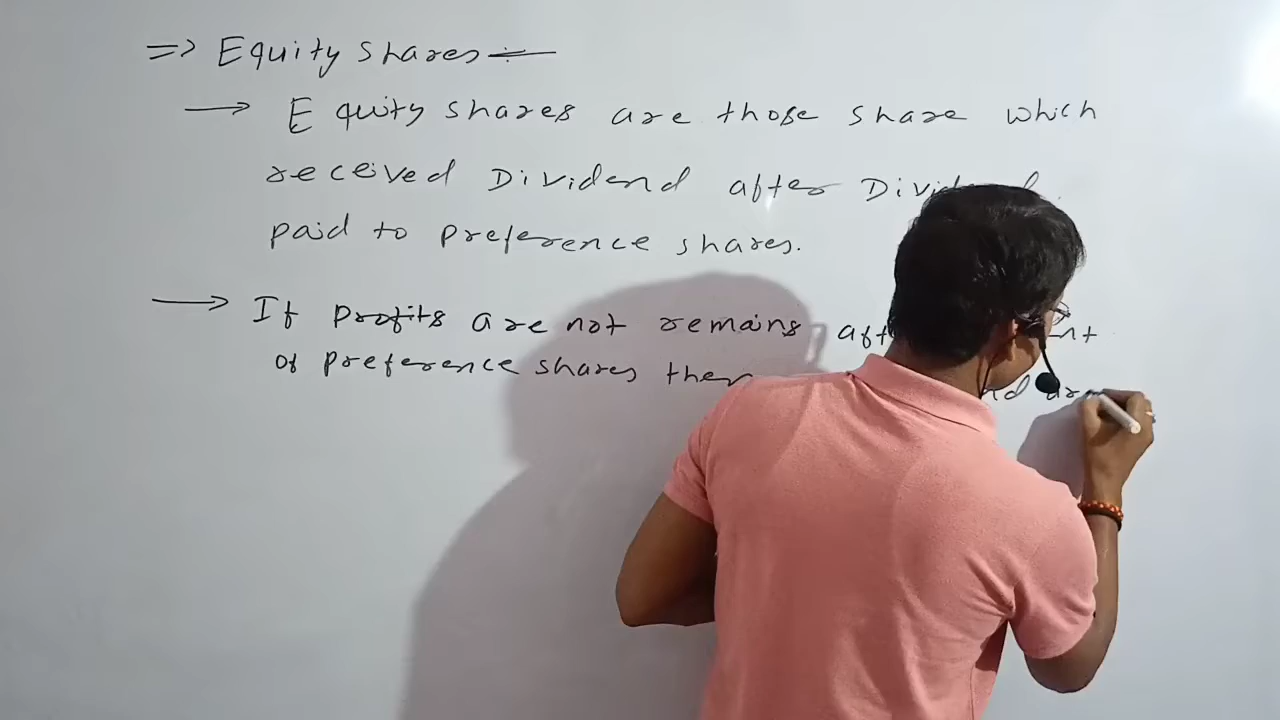 => Equity Shares
→ Equity shares are those share which
received Dividend after
paid to preference shares.
→ If Profits are not remains
of preference shares then